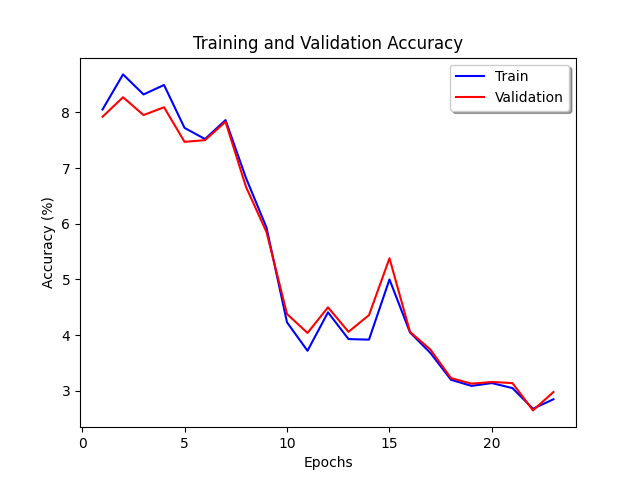 Training and Validation Accuracy
Train
Validation
Accuracy (%)
8
7
6
5
4
3
0
5
10
15
20
Epochs